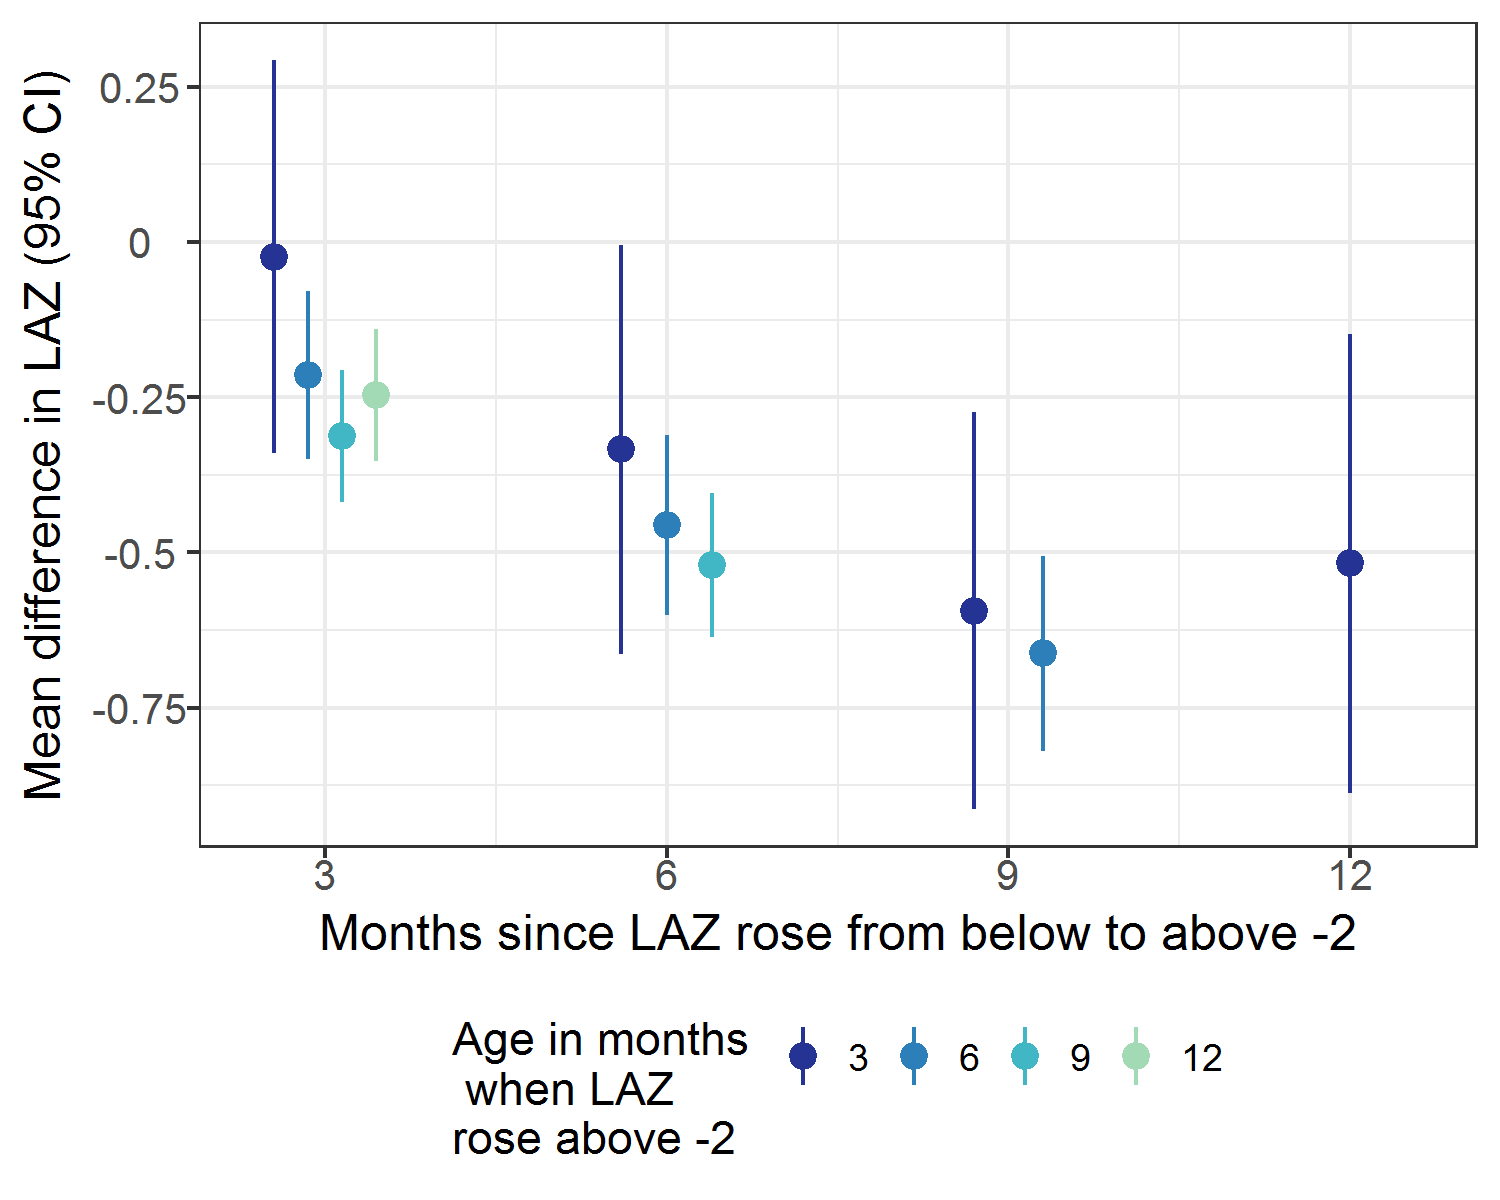 Mean difference in LAZ (95% CI)
0.25
0
-0.25
-0.5
-0.75
3 6 9 12
Months since LAZ rose from below to above -2
Age in months
when LAZ
rose above -2
3 6 9 12